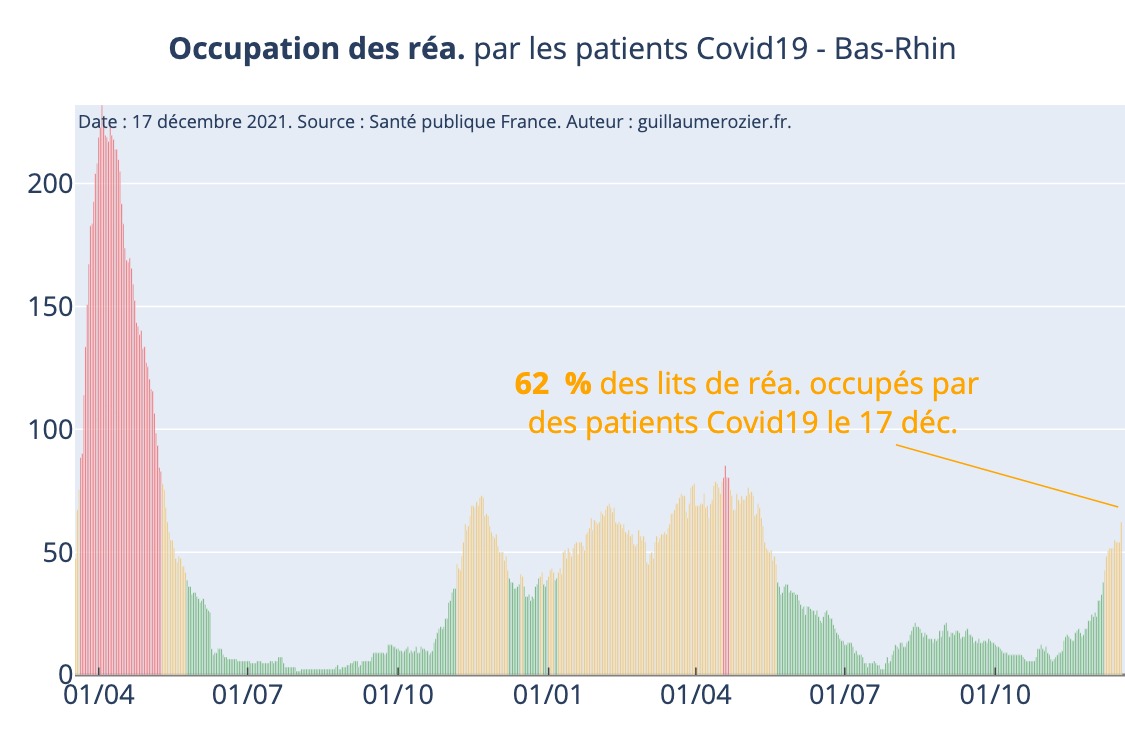 Occupation des réa. par les patients Covid19 - Bas-Rhin
Date : 17 décembre 2021. Source : Santé publique France. Auteur : guillaumerozier.fr.
200
150
62  % des lits de réa. occupés par
des patients Covid19 le 17 déc.
100
50
0
01/04 01/07 01/10 01/01 01/04 01/07 01/10